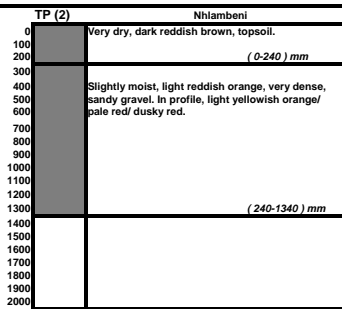 TP (2) Nhlambeni
0 Very dry, dark reddish brown, topsoil.
100
200 ( 0-240 ) mm
300
400 Slightly moist, light reddish orange, very dense,
500 sandy gravel. In profile, light yellowish orange/
600 pale red/ dusky red.
700
800
900
1000
1100
1200
1300 ( 240-1340 ) mm
1400
1500
1600
1700
1800
1900
2000